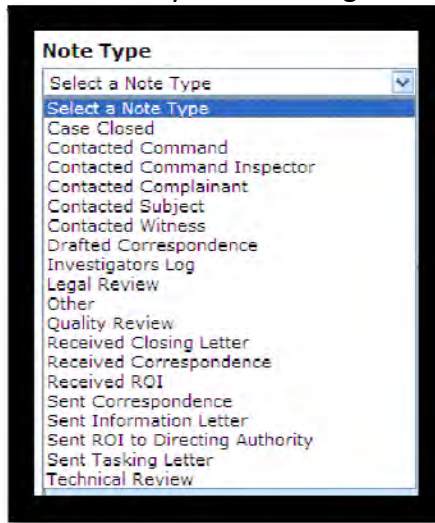 Note Type
Select a Note Type
Select a Note Type
Case Closed
Contacted Command
Contacted Command Inspector
Contacted Complainant
Contacted Subject
Contacted Witness
Drafted Correspondence
Investigators Log
Legal Review
Other
Quality Review
Received Closing Letter
Received Correspondence
Received ROI
Sent Correspondence
Sent Information Letter
Sent ROI to Directing Authority
Sent Tasking Letter
Technical Review